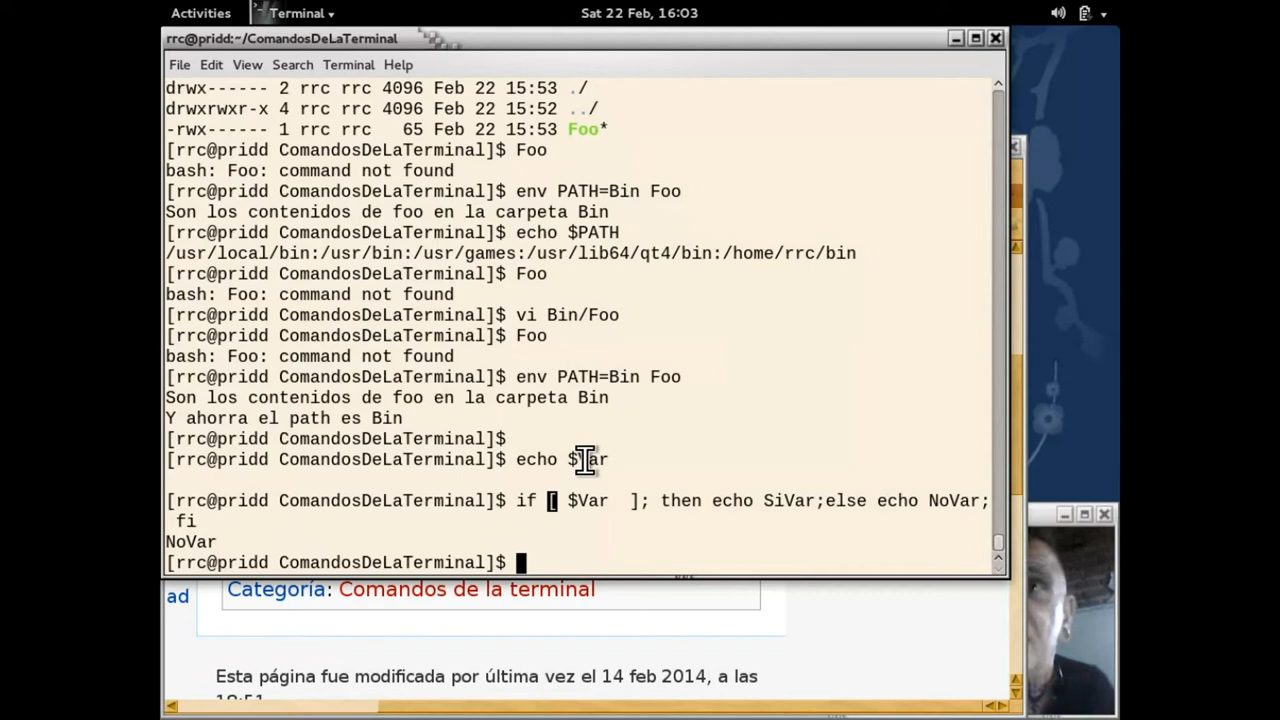 Activities Terminal Sat 22 Feb, 16:03
rrc@pridd:~/ComandosDeLaTerminal
File Edit View Search Terminal Help
drwx------ 2 rrc rrc 4096 Feb 22 15:53 ./
drwxrwxr-x 4 rrc rrc 4096 Feb 22 15:52 ../
-rwx------ 1 rrc rrc 65 Feb 22 15:53 Foo*
[rrc@pridd ComandosDeLaTerminal]$ Foo
bash: Foo: command not found
[rrc@pridd ComandosDeLaTerminal]$ env PATH=Bin Foo
Son los contenidos de foo en la carpeta Bin
[rrc@pridd ComandosDeLaTerminal]$ echo $PATH
/usr/local/bin:/usr/bin:/usr/games:/usr/lib64/qt4/bin:/home/rrc/bin
[rrc@pridd ComandosDeLaTerminal]$ Foo
bash: Foo: command not found
[rrc@pridd ComandosDeLaTerminal]$ vi Bin/Foo
[rrc@pridd ComandosDeLaTerminal]$ Foo
bash: Foo: command not found
[rrc@pridd ComandosDeLaTerminal]$ env PATH=Bin Foo
Son los contenidos de foo en la carpeta Bin
Y ahorra el path es Bin
[rrc@pridd ComandosDeLaTerminal]$
[rrc@pridd ComandosDeLaTerminal]$ echo $Var
[rrc@pridd ComandosDeLaTerminal]$ if [ $Var ]; then echo SiVar;else echo NoVar;
fi
NoVar
[rrc@pridd ComandosDeLaTerminal]$
ad Categoría: Comandos de la terminal
Esta página fue modificada por última vez el 14 feb 2014, a las